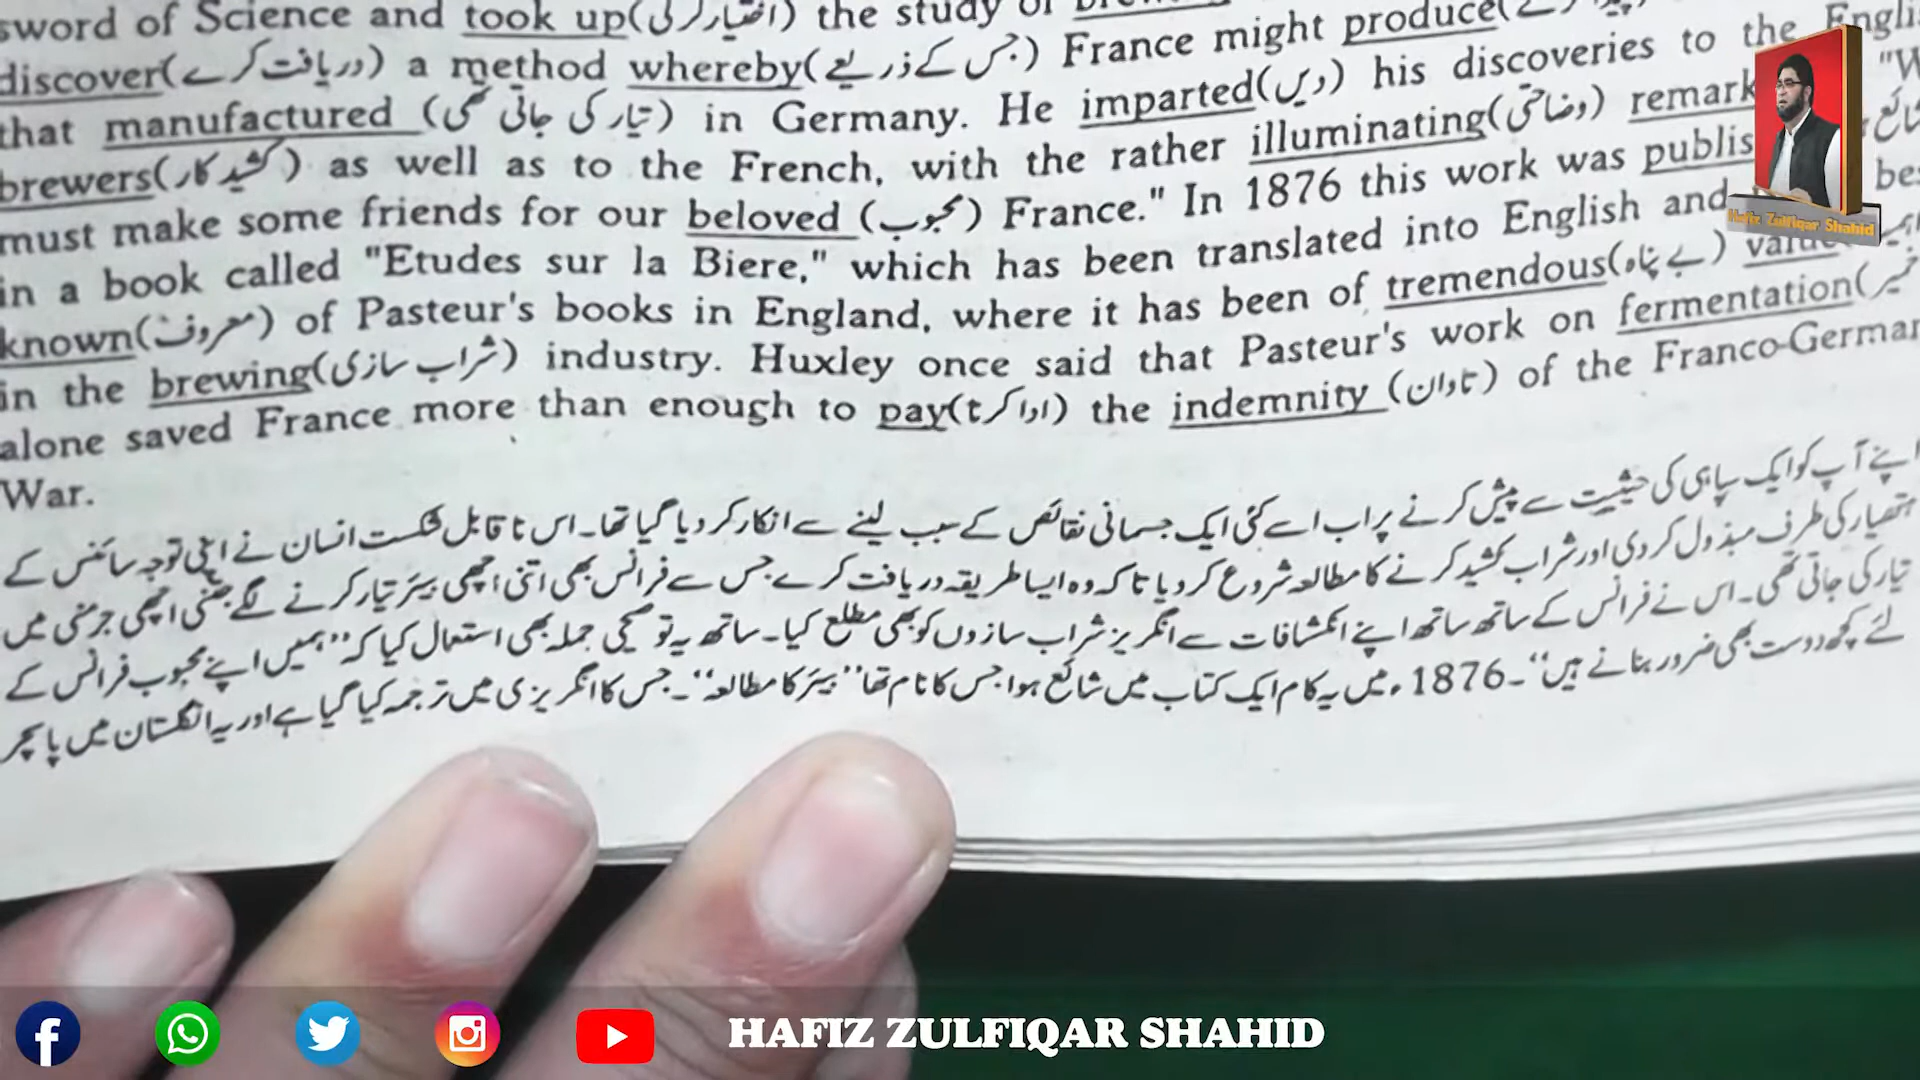 sword of Science and took up(اختیار کرلی) the study of
discover(دریافت کرے) a method whereby(جس کے ذریعے) France might produce
that manufactured (تیار کی جاتی تھی) in Germany. He imparted(دیں) his discoveries to the English
brewers(کشید کار) as well as to the French, with the rather illuminating(وضاحتی) remark "W
must make some friends for our beloved (محبوب) France." In 1876 this work was publis
in a book called "Etudes sur la Biere," which has been translated into English and
known(معروف) of Pasteur's books in England, where it has been of tremendous(بے پناہ) value
in the brewing(شراب سازی) industry. Huxley once said that Pasteur's work on fermentation(خمیر
alone saved France more than enough to pay(ادا کرتا) the indemnity (تاوان) of the Franco-German
War.
اپنے آپ کو ایک سپاہی کی حیثیت سے پیش کرنے پر اب اسے کئی ایک جسمانی نقائص کے سبب لینے سے انکار کر دیا گیا تھا۔ اس ناقابل شکست انسان نے اپنی توجہ سائنس کے
ہتھیار کی طرف مبذول کردی اور شراب کشید کرنے کا مطالعہ شروع کر دیا تاکہ وہ ایسا طریقہ دریافت کرے جس سے فرانس بھی اتنی اچھی بیئر تیار کرنے لگے جتنی اچھی جرمنی میں
تیار کی جاتی تھی۔ اس نے فرانس کے ساتھ ساتھ اپنے انکشافات سے انگریز شراب سازوں کو بھی مطلع کیا۔ ساتھ یہ توضیحی جملہ بھی استعمال کیا کہ ”ہمیں اپنے محبوب فرانس کے
لئے کچھ دوست بھی ضرور بنانے ہیں“۔ 1876ء میں یہ کام ایک کتاب میں شائع ہوا جس کا نام تھا ”بیئر کا مطالعہ“۔ جس کا انگریزی میں ترجمہ کیا گیا ہے اور یہ انگلستان میں پاسچر
Hafiz Zulfiqar Shahid
HAFIZ ZULFIQAR SHAHID